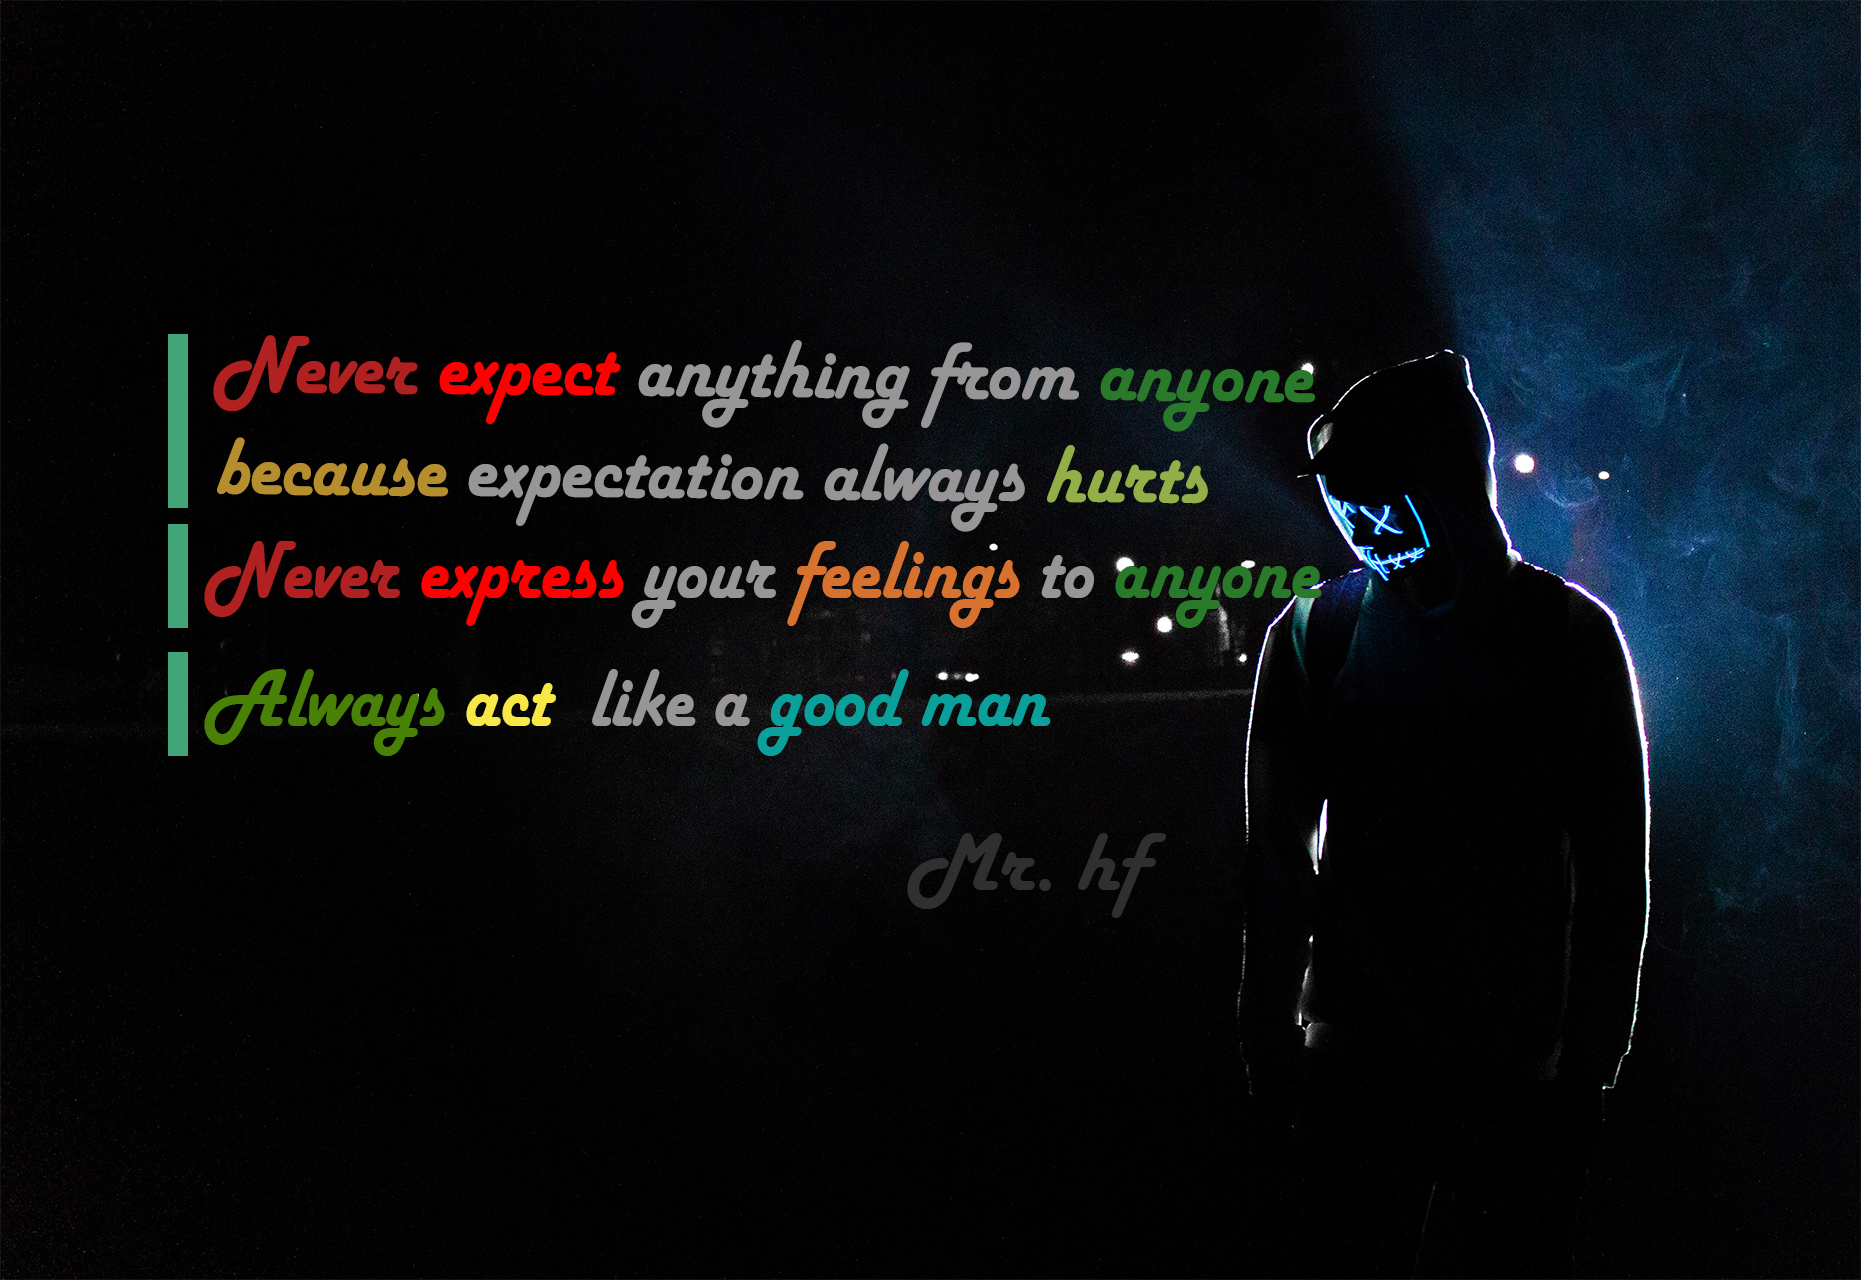 Never expect anything from anyone
because expectation always hurts
Never express your feelings to anyone
Always act like a good man
Mr. hf